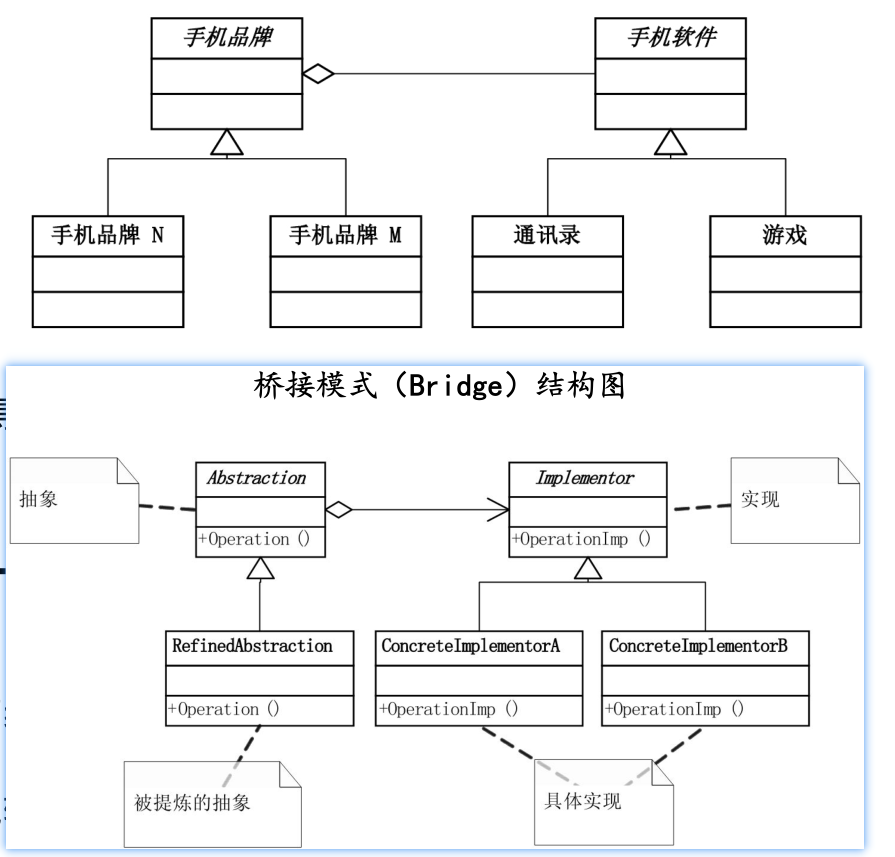 手机品牌
手机软件
手机品牌 N
手机品牌 M
通讯录
游戏
桥接模式（Bridge）结构图
抽象
Abstraction
+Operation ()
Implementor
+OperationImp ()
实现
RefinedAbstraction
+Operation ()
ConcreteImplementorA
+OperationImp ()
ConcreteImplementorB
+OperationImp ()
被提炼的抽象
具体实现